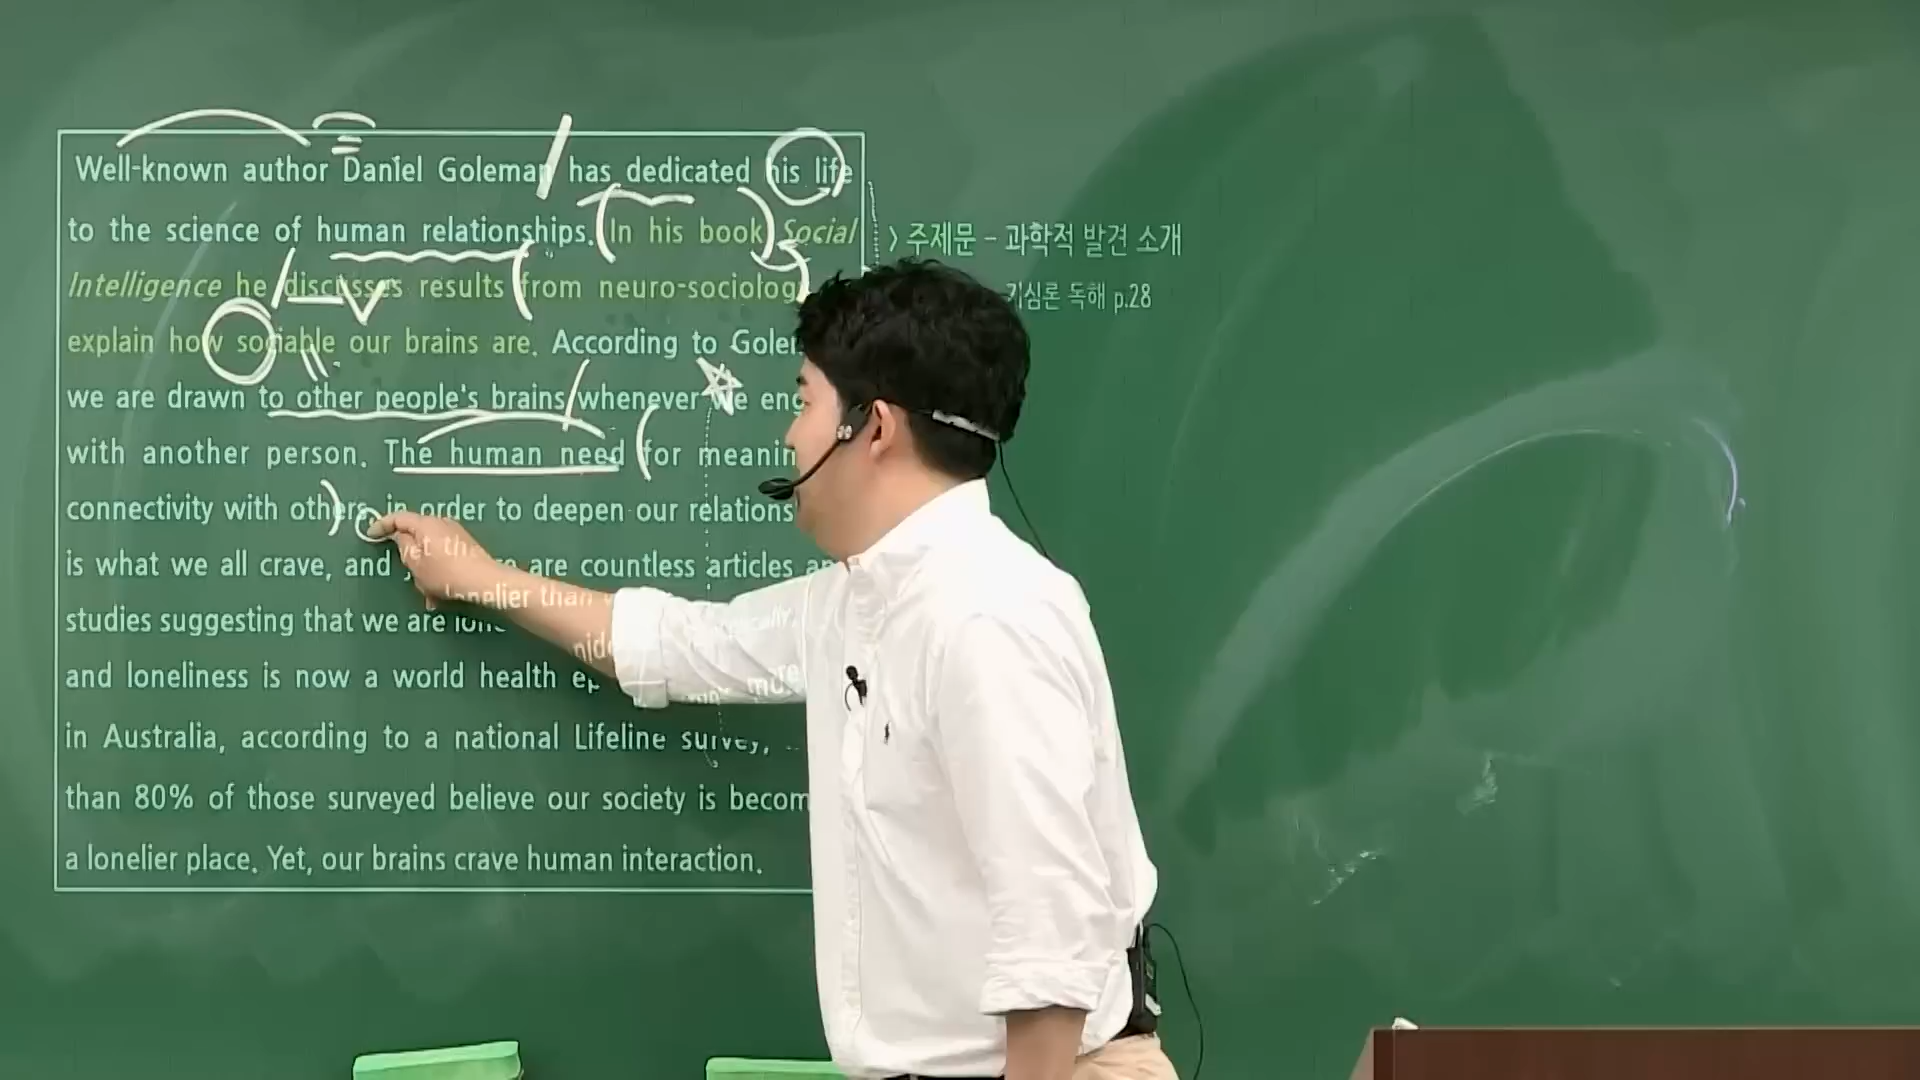 Well-known author Daniel Goleman has dedicated his life
to the science of human relationships. In his book Social
Intelligence he discusses results from neuro-sociolog
explain how sociable our brains are. According to Golem
we are drawn to other people's brains whenever we eng
with another person. The human need for meanin
connectivity with others, in order to deepen our relations
is what we all crave, and yet there are countless articles an
studies suggesting that we are lonelier than
and loneliness is now a world health ep
in Australia, according to a national Lifeline survey, more
than 80% of those surveyed believe our society is becom
a lonelier place. Yet, our brains crave human interaction.
> 주제문 - 과학적 발견 소개
기심론 독해 p.28